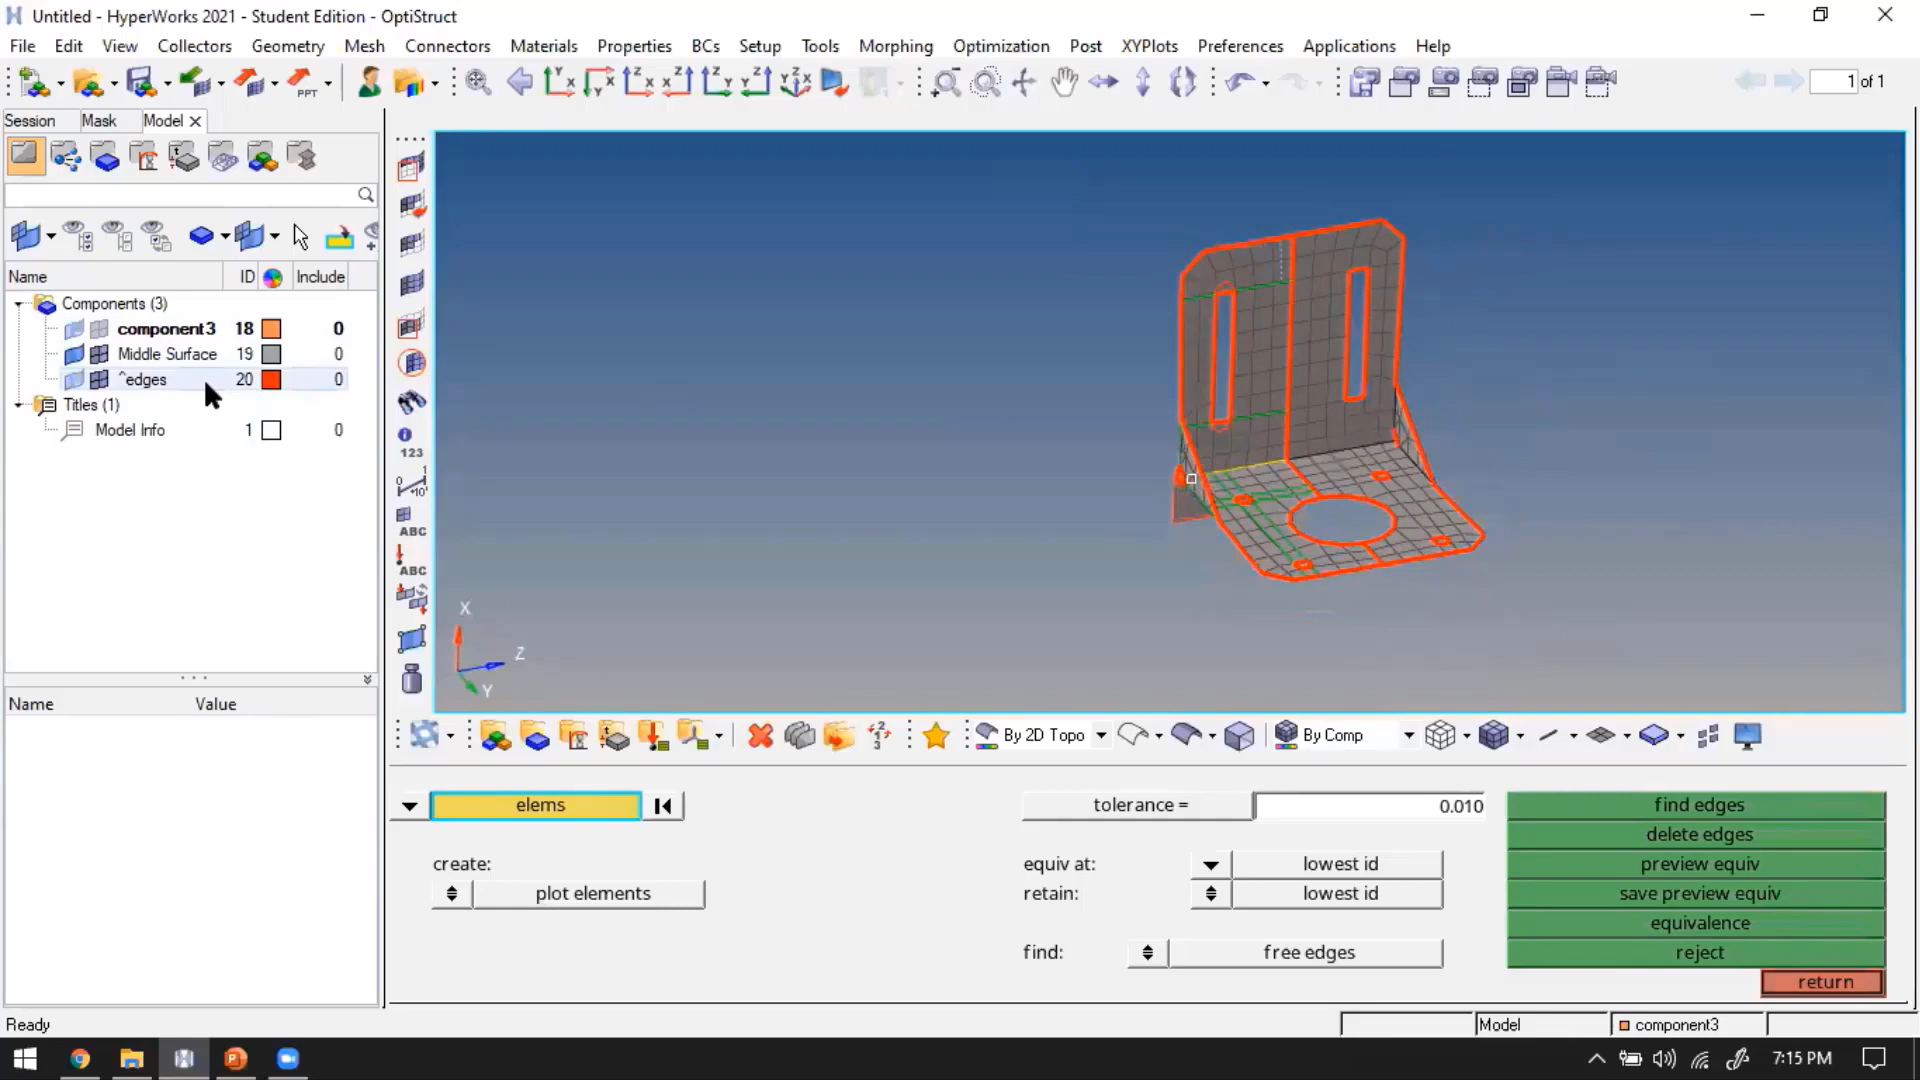 Untitled - HyperWorks 2021 - Student Edition - OptiStruct
File Edit View Collectors Geometry Mesh Connectors Materials Properties BCs Setup Tools Morphing Optimization Post XYPlots Preferences Applications Help
PPT
1 of 1
Session Mask Model
Name ID Include
Components (3)
component3 18 0
Middle Surface 19 0
^edges 20 0
Titles (1)
Model Info 1 0
123
ABC
ABC
X
Z
Y
Name Value
By 2D Topo By Comp
elems
tolerance = 0.010
find edges
delete edges
create:
equiv at: lowest id
preview equiv
plot elements
retain: lowest id
save preview equiv
equivalence
find: free edges
reject
return
Ready Model component3
7:15 PM